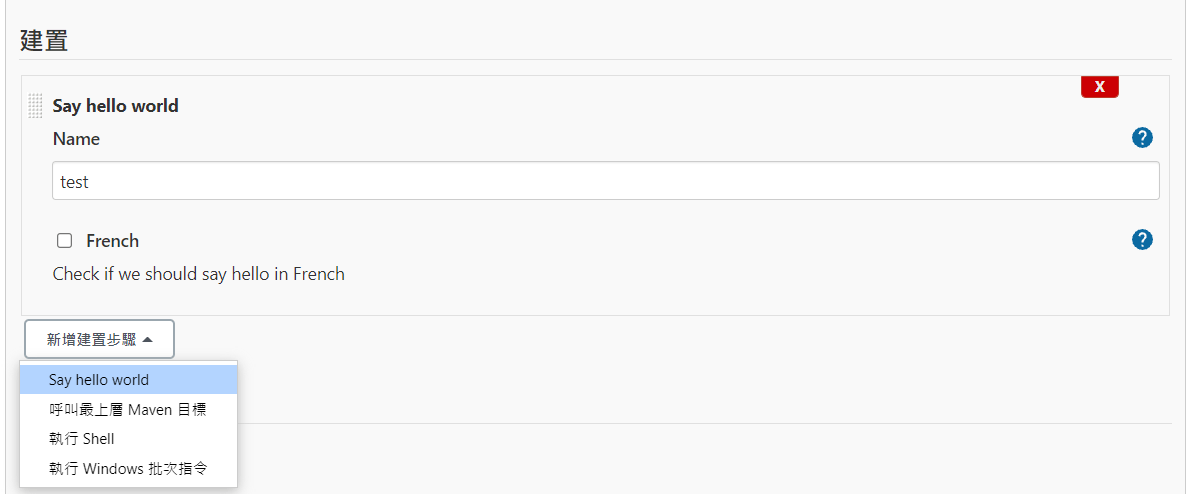 建置
X
Say hello world
Name
?
test
French
?
Check if we should say hello in French
新增建置步驟
Say hello world
呼叫最上層 Maven 目標
執行 Shell
執行 Windows 批次指令